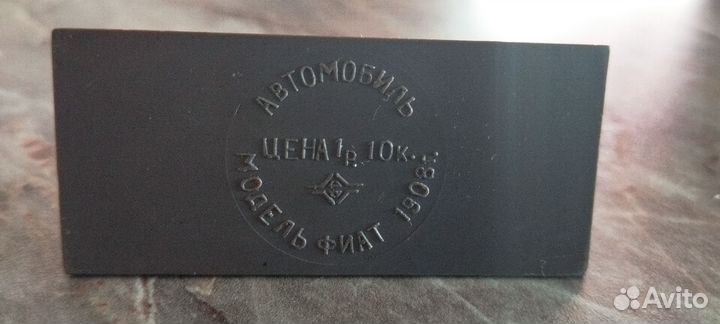 АВТОМОБИЛЬ
ЦЕНА 1р. 10к.
МОДЕЛЬ ФИАТ 1908г.
Avito